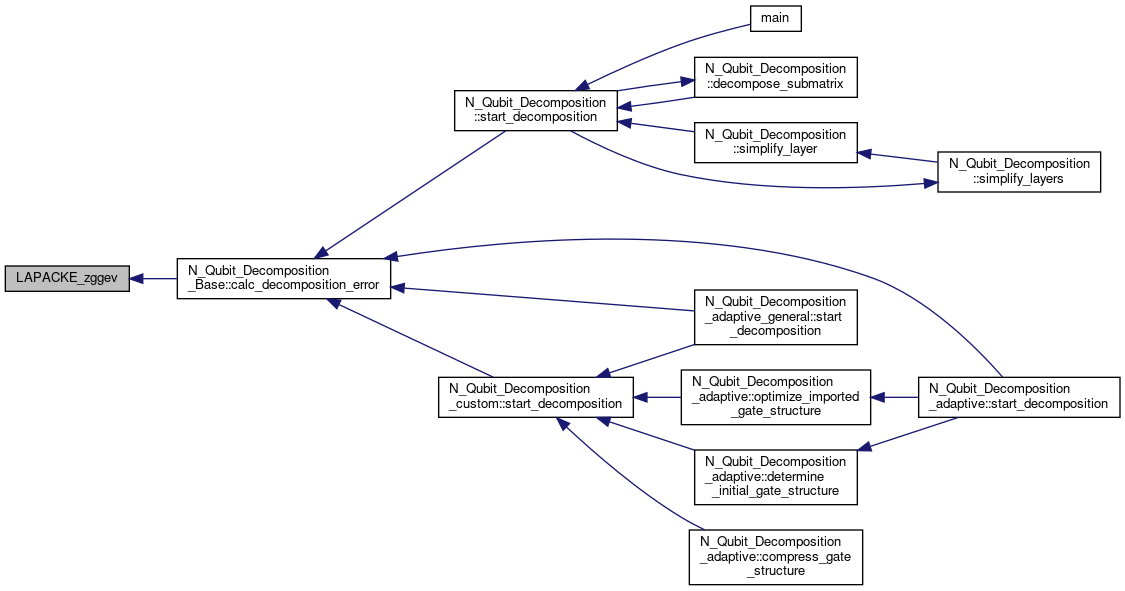 main
N_Qubit_Decomposition
::decompose_submatrix
N_Qubit_Decomposition
::start_decomposition
N_Qubit_Decomposition
::simplify_layer
N_Qubit_Decomposition
::simplify_layers
LAPACKE_zggev
N_Qubit_Decomposition
_Base::calc_decomposition_error
N_Qubit_Decomposition
_adaptive_general::start
_decomposition
N_Qubit_Decomposition
_custom::start_decomposition
N_Qubit_Decomposition
_adaptive::optimize_imported
_gate_structure
N_Qubit_Decomposition
_adaptive::start_decomposition
N_Qubit_Decomposition
_adaptive::determine
_initial_gate_structure
N_Qubit_Decomposition
_adaptive::compress_gate
_structure